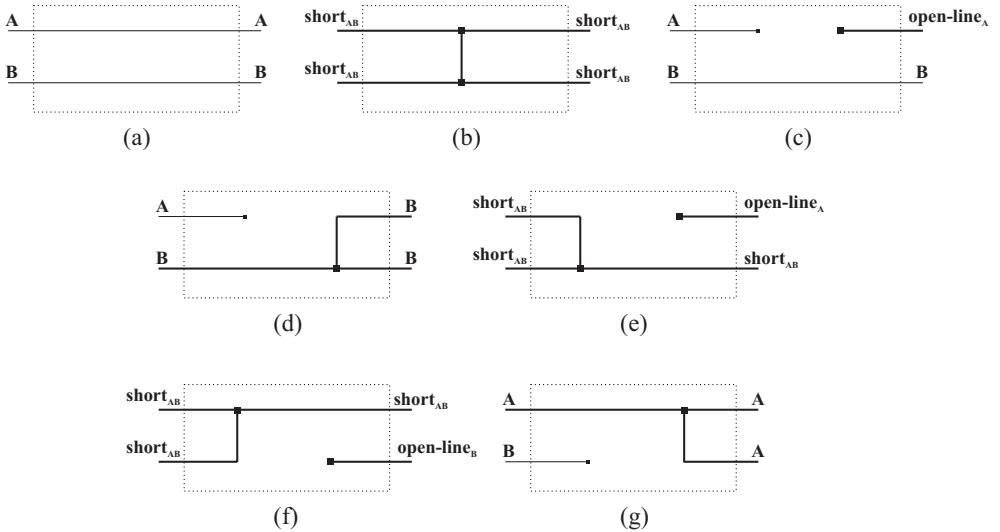 A A short_AB short_AB A open-line_A
B B short_AB short_AB B B
(a) (b) (c)
A B short_AB open-line_A
B B short_AB short_AB
(d) (e)
short_AB short_AB A A
short_AB open-line_B B A
(f) (g)